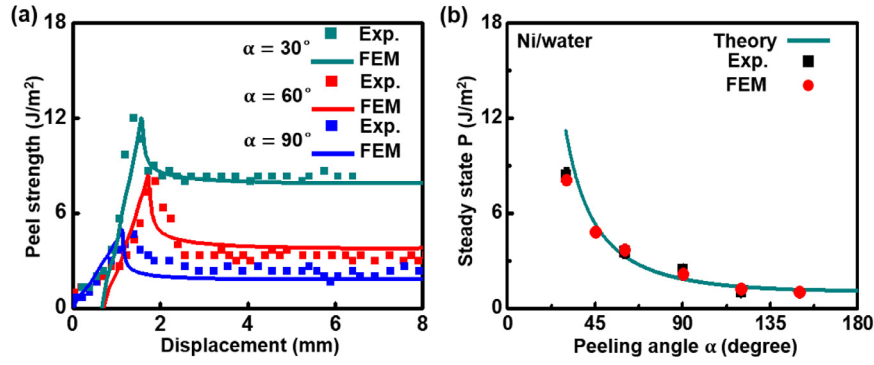 (a)
18
12
6
0
Peel strength (J/m²)
α = 30°
Exp.
FEM
α = 60°
Exp.
FEM
α = 90°
Exp.
FEM
0 2 4 6 8
Displacement (mm)
(b)
18
12
6
0
Steady state P (J/m²)
Ni/water
Theory
Exp.
FEM
0 45 90 135 180
Peeling angle α (degree)